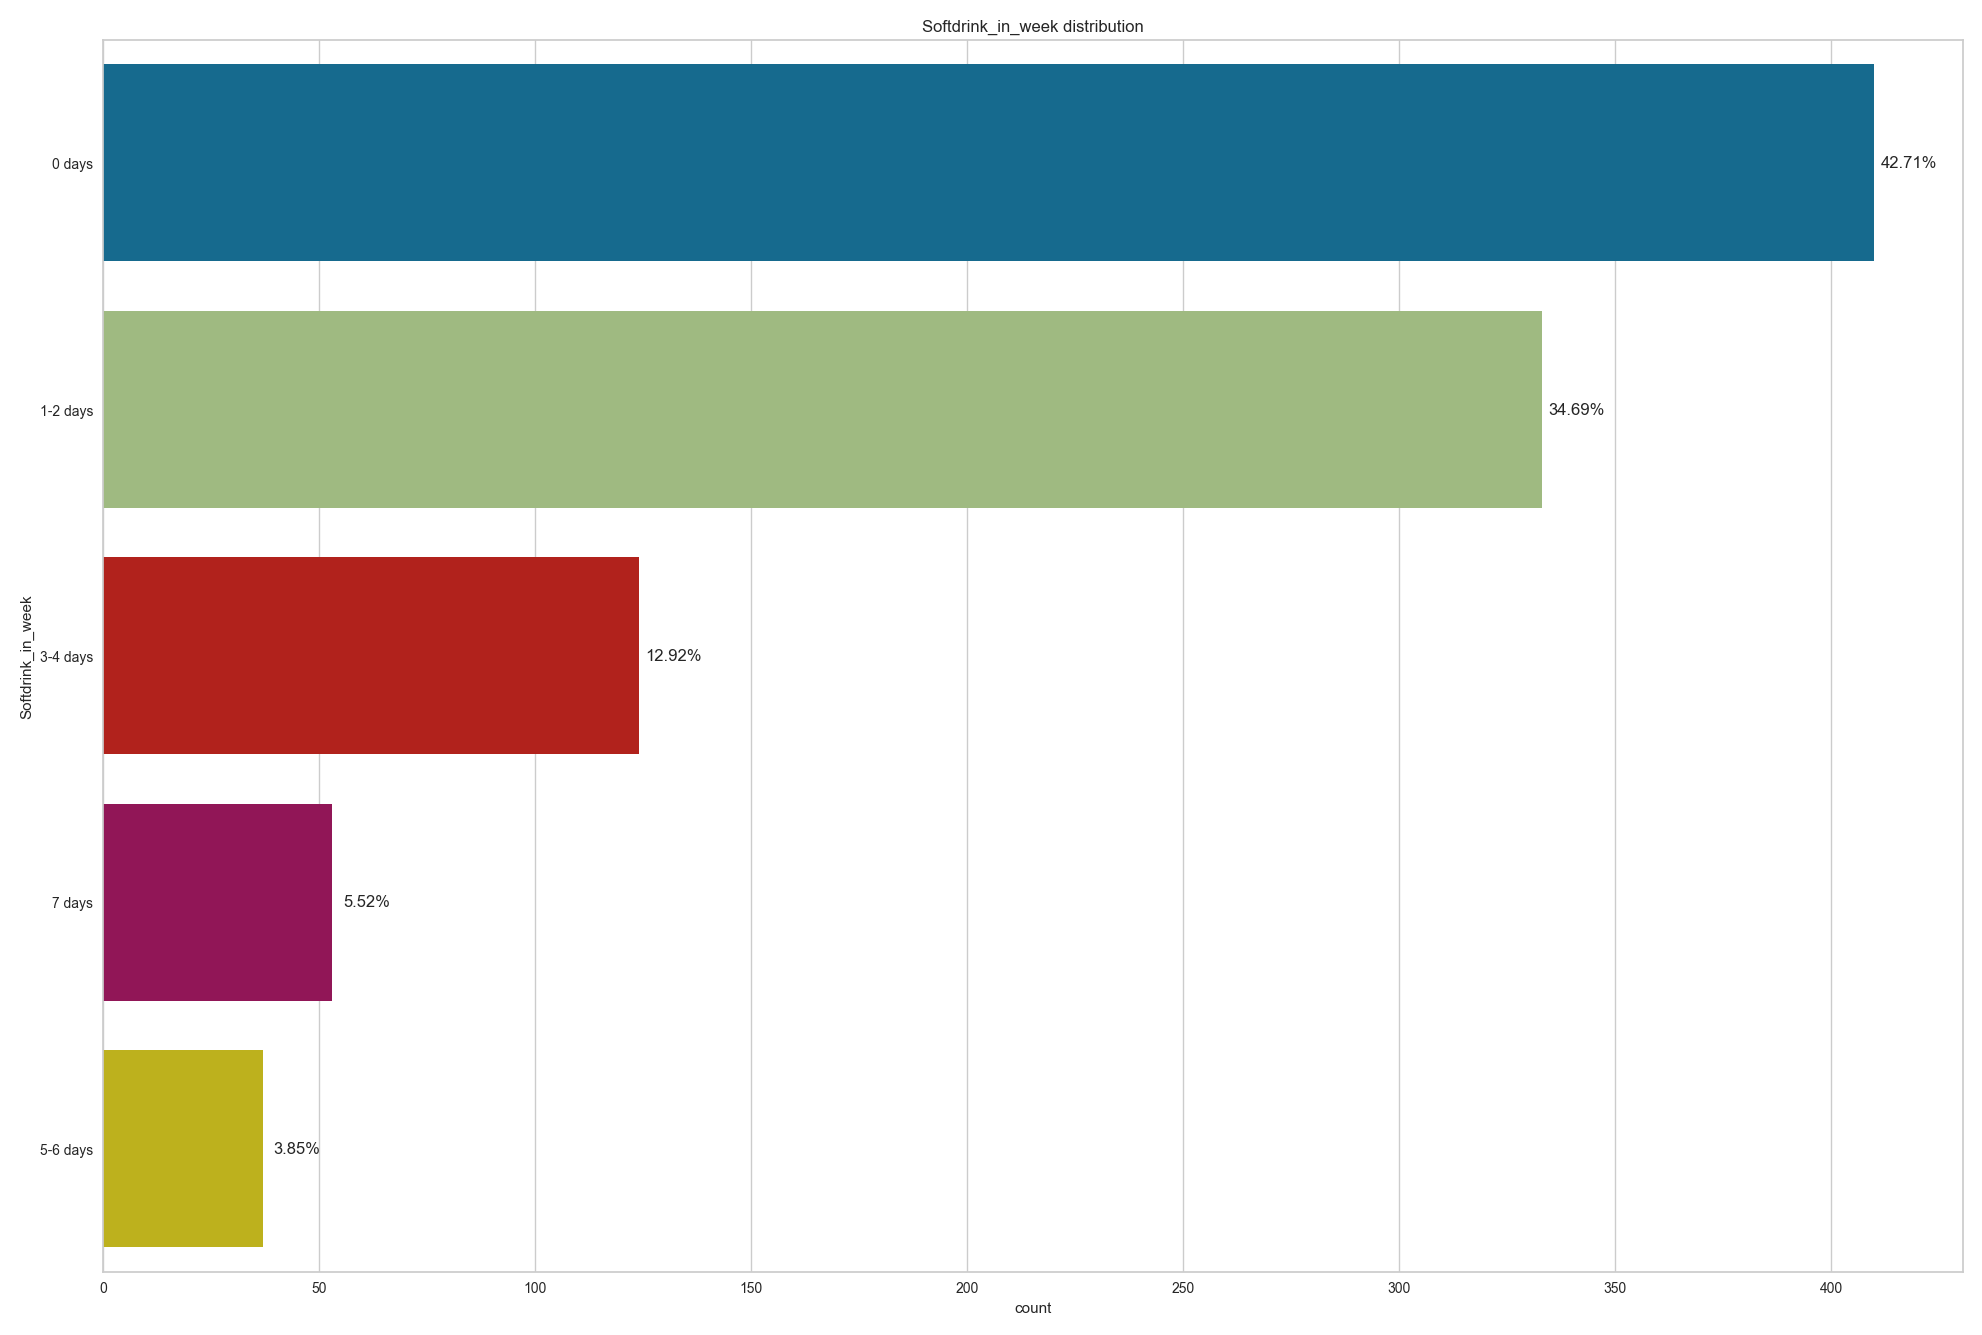 Softdrink_in_week distribution
0 days
42.71%
1-2 days
34.69%
3-4 days
12.92%
7 days
5.52%
5-6 days
3.85%
Softdrink_in_week
0 50 100 150 200 250 300 350 400
count